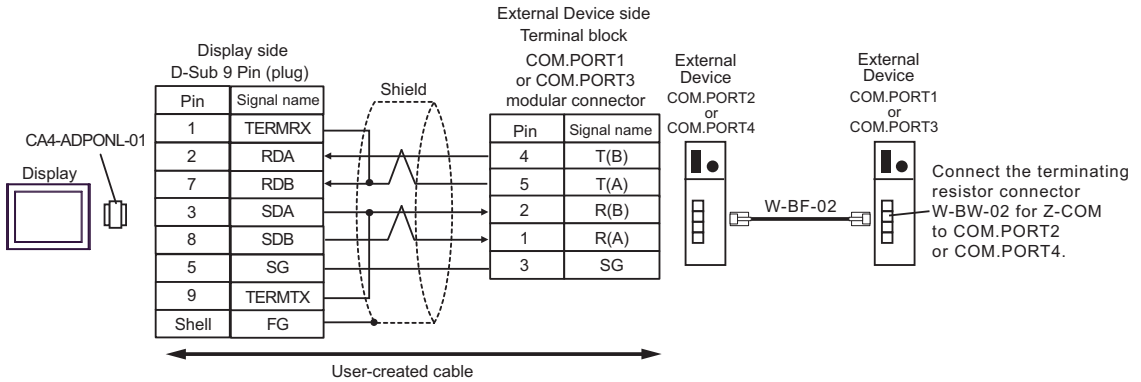 External Device side
Terminal block
COM.PORT1
or COM.PORT3
modular connector
Display side
D-Sub 9 Pin (plug)
Shield
External
Device
COM.PORT2
or
COM.PORT4
External
Device
COM.PORT1
or
COM.PORT3
CA4-ADPONL-01
Display
Pin Signal name
1 TERMRX
2 RDA
7 RDB
3 SDA
8 SDB
5 SG
9 TERMTX
Shell FG
Pin Signal name
4 T(B)
5 T(A)
2 R(B)
1 R(A)
3 SG
W-BF-02
Connect the terminating
resistor connector
W-BW-02 for Z-COM
to COM.PORT2
or COM.PORT4.
User-created cable